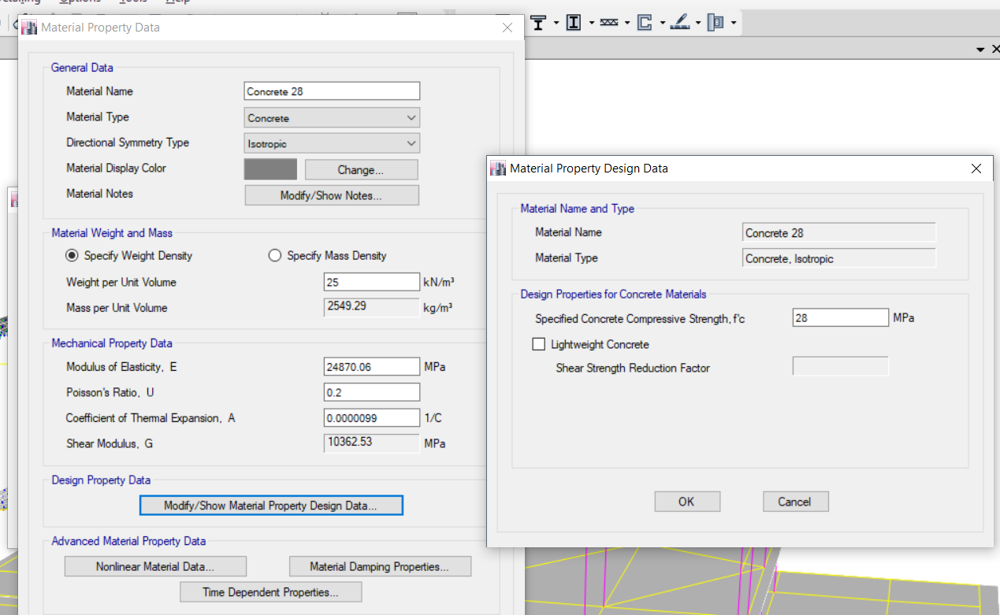 Options
Tools
Help
Material Property Data
General Data
Material Name
Concrete 28
Material Type
Concrete
Directional Symmetry Type
Isotropic
Material Display Color
Change...
Material Notes
Modify/Show Notes...
Material Weight and Mass
Specify Weight Density
Specify Mass Density
Weight per Unit Volume
25
kN/m³
Mass per Unit Volume
2549.29
kg/m³
Mechanical Property Data
Modulus of Elasticity, E
24870.06
MPa
Poisson's Ratio, U
0.2
Coefficient of Thermal Expansion, A
0.0000099
1/C
Shear Modulus, G
10362.53
MPa
Design Property Data
Modify/Show Material Property Design Data...
Advanced Material Property Data
Nonlinear Material Data...
Material Damping Properties...
Time Dependent Properties...
Material Property Design Data
Material Name and Type
Material Name
Concrete 28
Material Type
Concrete, Isotropic
Design Properties for Concrete Materials
Specified Concrete Compressive Strength, f'c
28
MPa
Lightweight Concrete
Shear Strength Reduction Factor
OK
Cancel